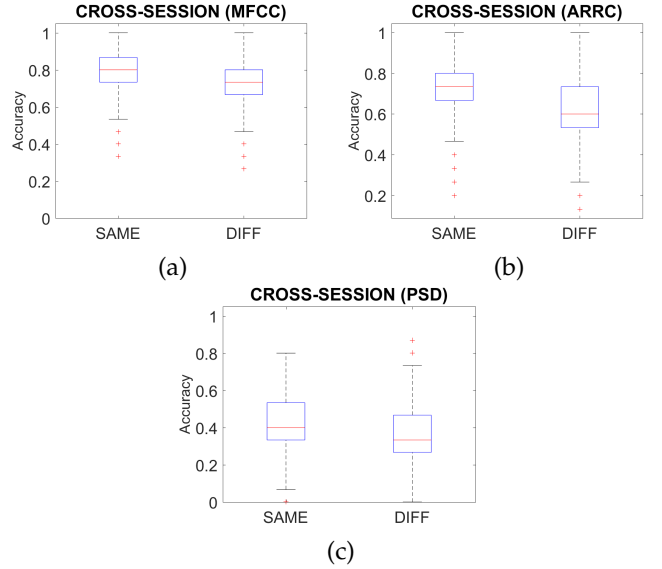 CROSS-SESSION (MFCC)
Accuracy
1
0.8
0.6
0.4
0.2
0
SAME DIFF
(a)
CROSS-SESSION (ARRC)
Accuracy
1
0.8
0.6
0.4
0.2
SAME DIFF
(b)
CROSS-SESSION (PSD)
Accuracy
1
0.8
0.6
0.4
0.2
0
SAME DIFF
(c)